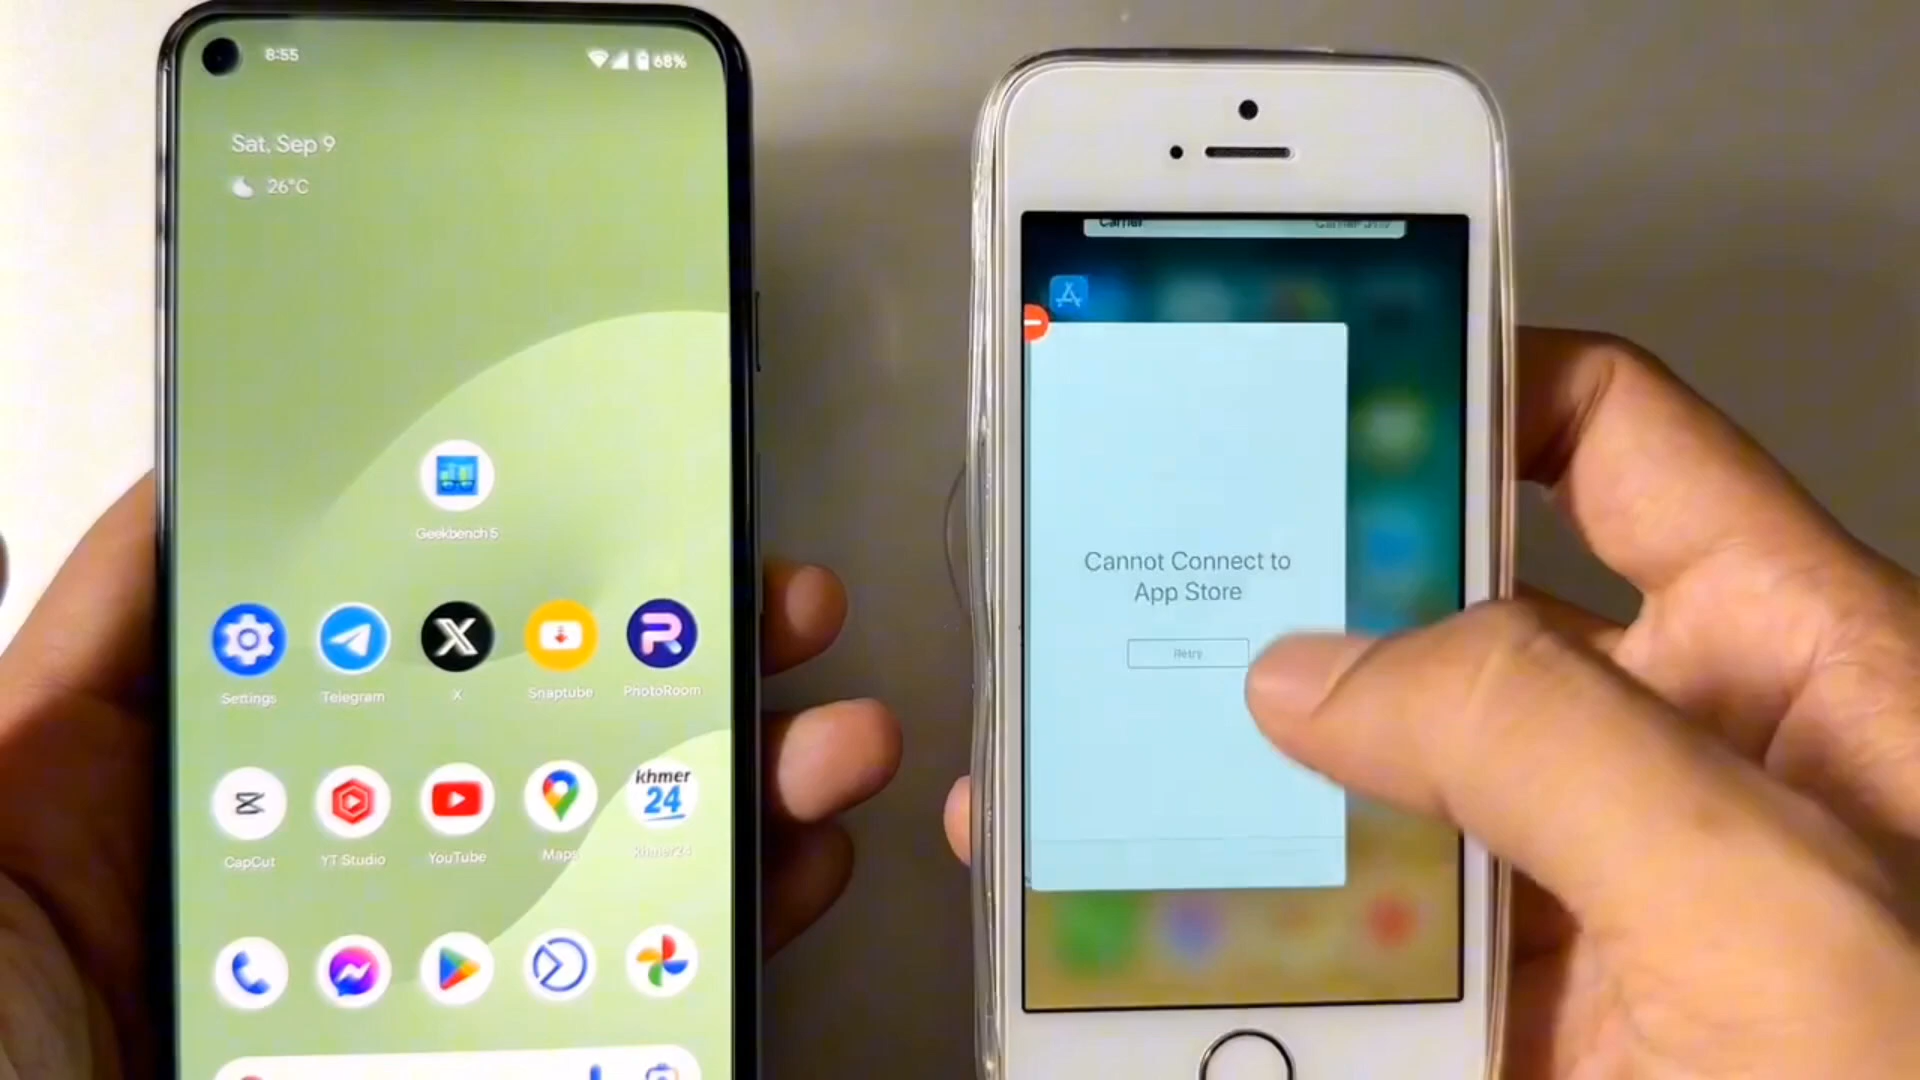 8:55
68%
Sat, Sep 9
26°C
Geekbench 5
Settings
Telegram
X
Snaptube
PhotoRoom
CapCut
YT Studio
YouTube
Maps
khmer
24
khmer24
Carrier
Carrier
Cannot Connect to
App Store
Retry